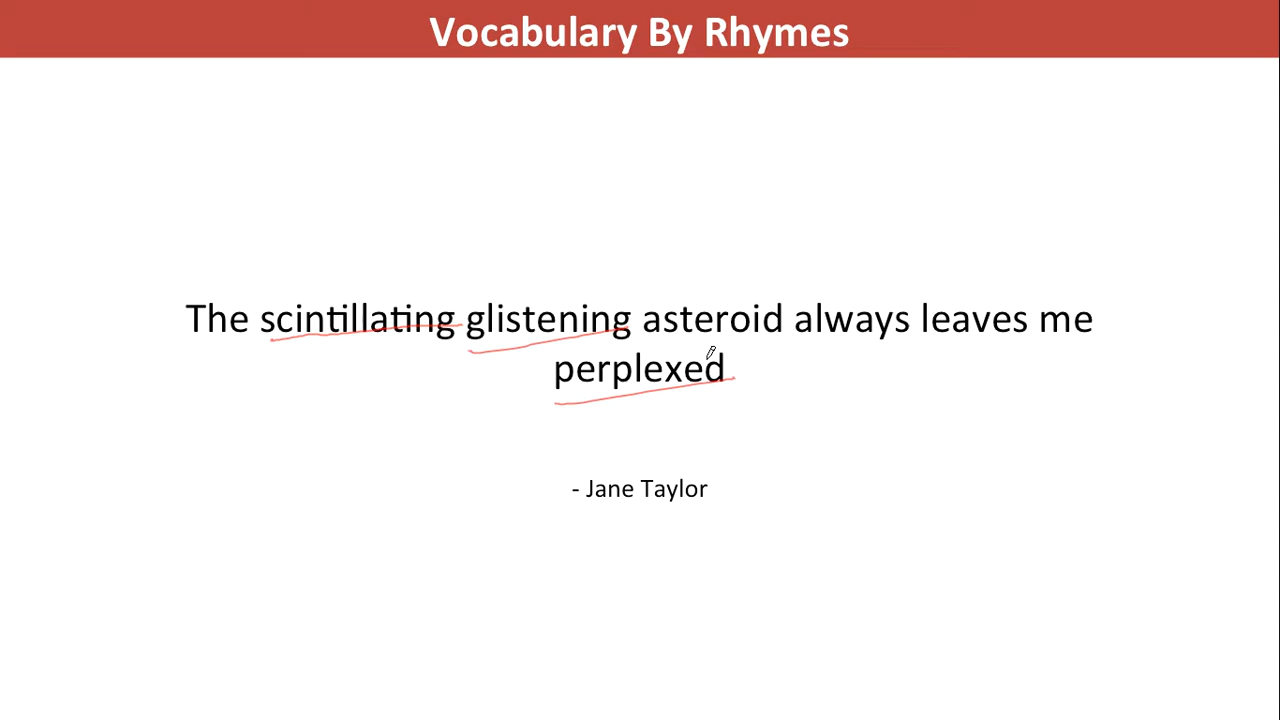 Vocabulary By Rhymes
The scintillating glistening asteroid always leaves me
perplexed
- Jane Taylor